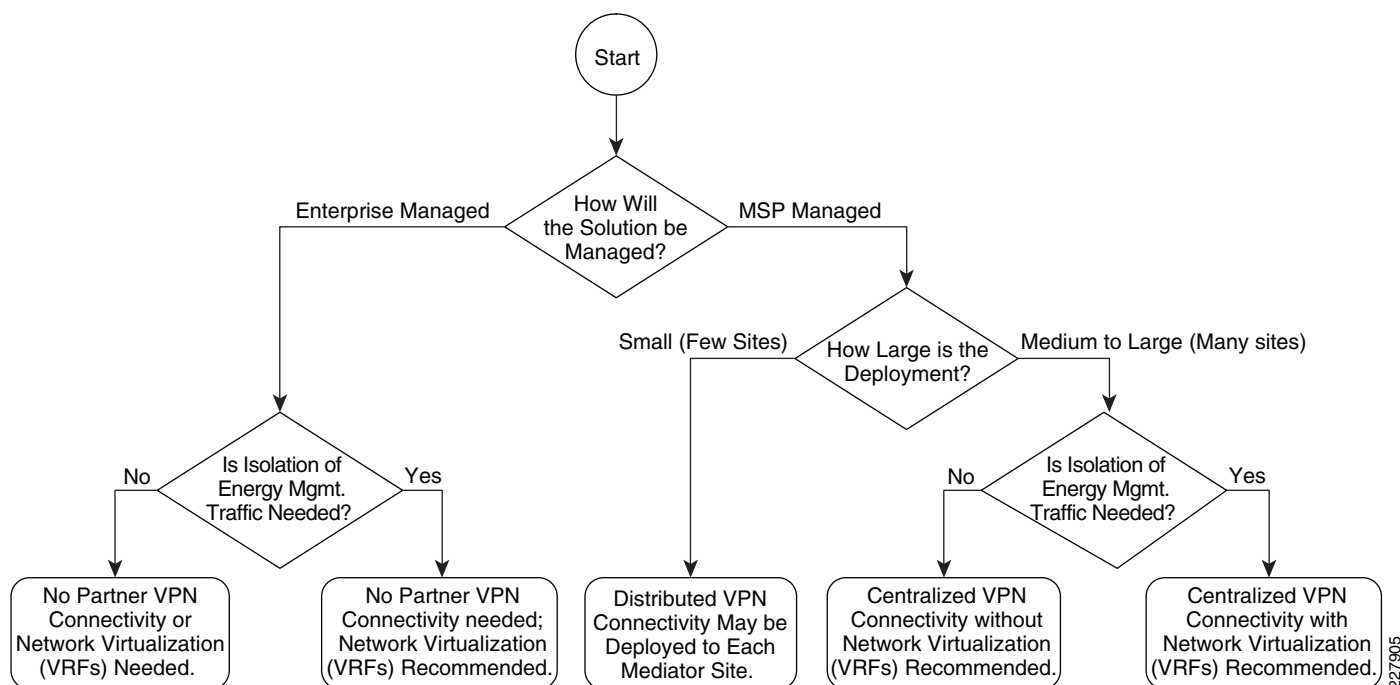 Start
How Will
the Solution be
Managed?
Enterprise Managed
MSP Managed
How Large is the
Deployment?
Small (Few Sites)
Medium to Large (Many sites)
Is Isolation of
Energy Mgmt.
Traffic Needed?
No
Yes
Is Isolation of
Energy Mgmt.
Traffic Needed?
No
Yes
No Partner VPN
Connectivity or
Network Virtualization
(VRFs) Needed.
No Partner VPN
Connectivity needed;
Network Virtualization
(VRFs) Recommended.
Distributed VPN
Connectivity May be
Deployed to Each
Mediator Site.
Centralized VPN
Connectivity without
Network Virtualization
(VRFs) Recommended.
Centralized VPN
Connectivity with
Network Virtualization
(VRFs) Recommended.
227905